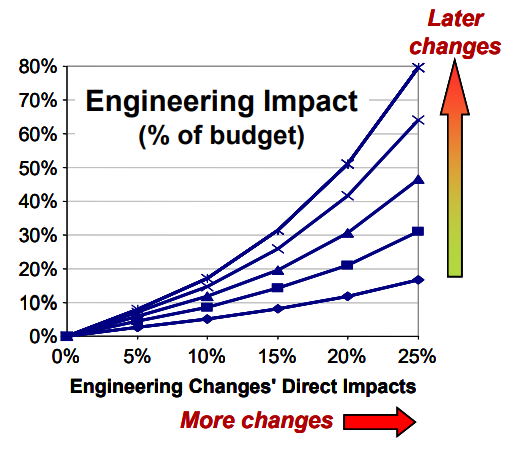 Later
changes
80%
70%
60%
50%
40%
30%
20%
10%
0%
Engineering Impact
(% of budget)
0%
5%
10%
15%
20%
25%
Engineering Changes' Direct Impacts
More changes